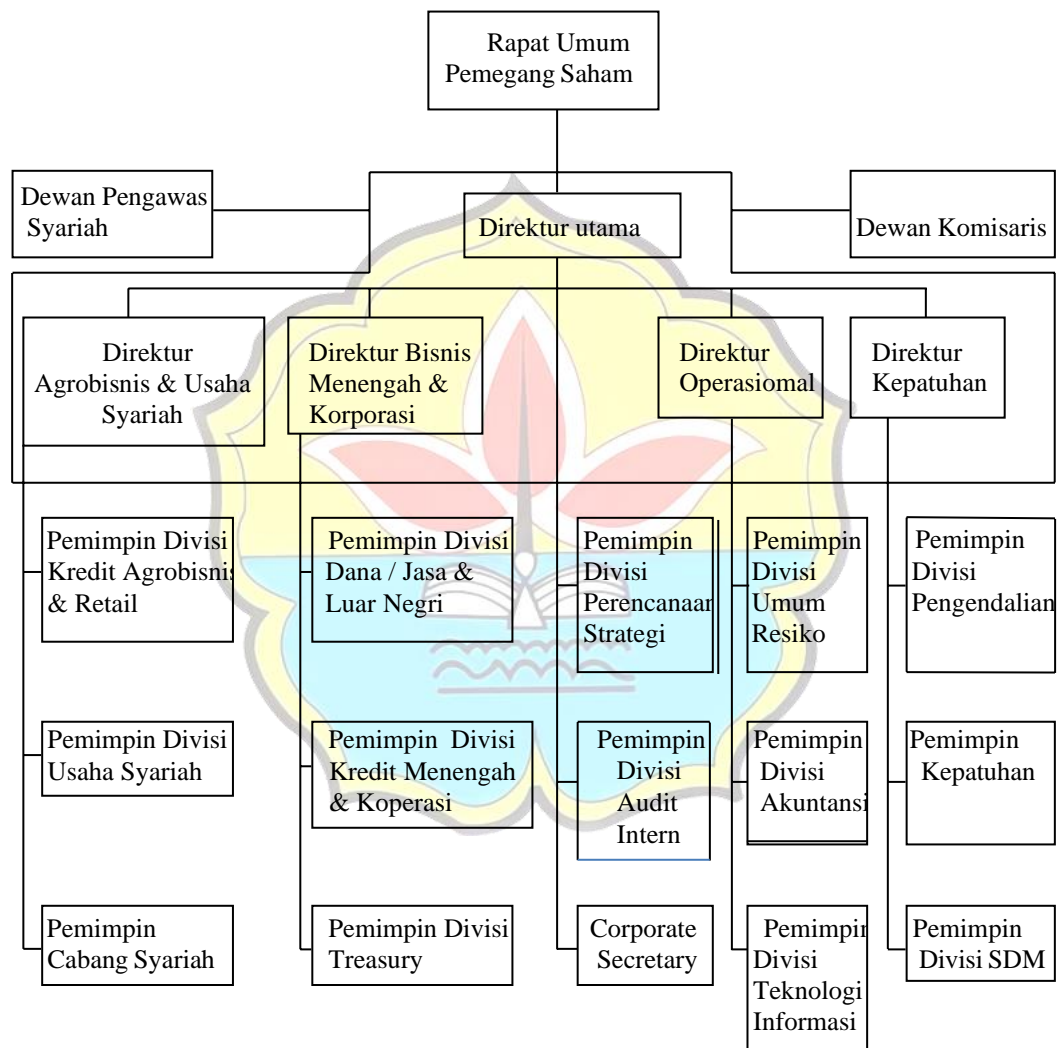 Rapat Umum
Pemegang Saham
Dewan Pengawas
Syariah
Direktur utama
Dewan Komisaris
Direktur
Agrobisnis & Usaha
Syariah
Direktur Bisnis
Menengah &
Korporasi
Direktur
Operasiomal
Direktur
Kepatuhan
Pemimpin Divisi
Kredit Agrobisnis
& Retail
Pemimpin Divisi
Dana / Jasa &
Luar Negri
Pemimpin
Divisi
Perencanaan
Strategi
Pemimpin
Divisi
Umum
Resiko
Pemimpin
Divisi
Pengendalian
Pemimpin Divisi
Usaha Syariah
Pemimpin Divisi
Kredit Menengah
& Koperasi
Pemimpin
Divisi
Audit
Intern
Pemimpin
Divisi
Akuntansi
Pemimpin
Kepatuhan
Pemimpin
Cabang Syariah
Pemimpin Divisi
Treasury
Corporate
Secretary
Pemimpin
Divisi
Teknologi
Informasi
Pemimpin
Divisi SDM